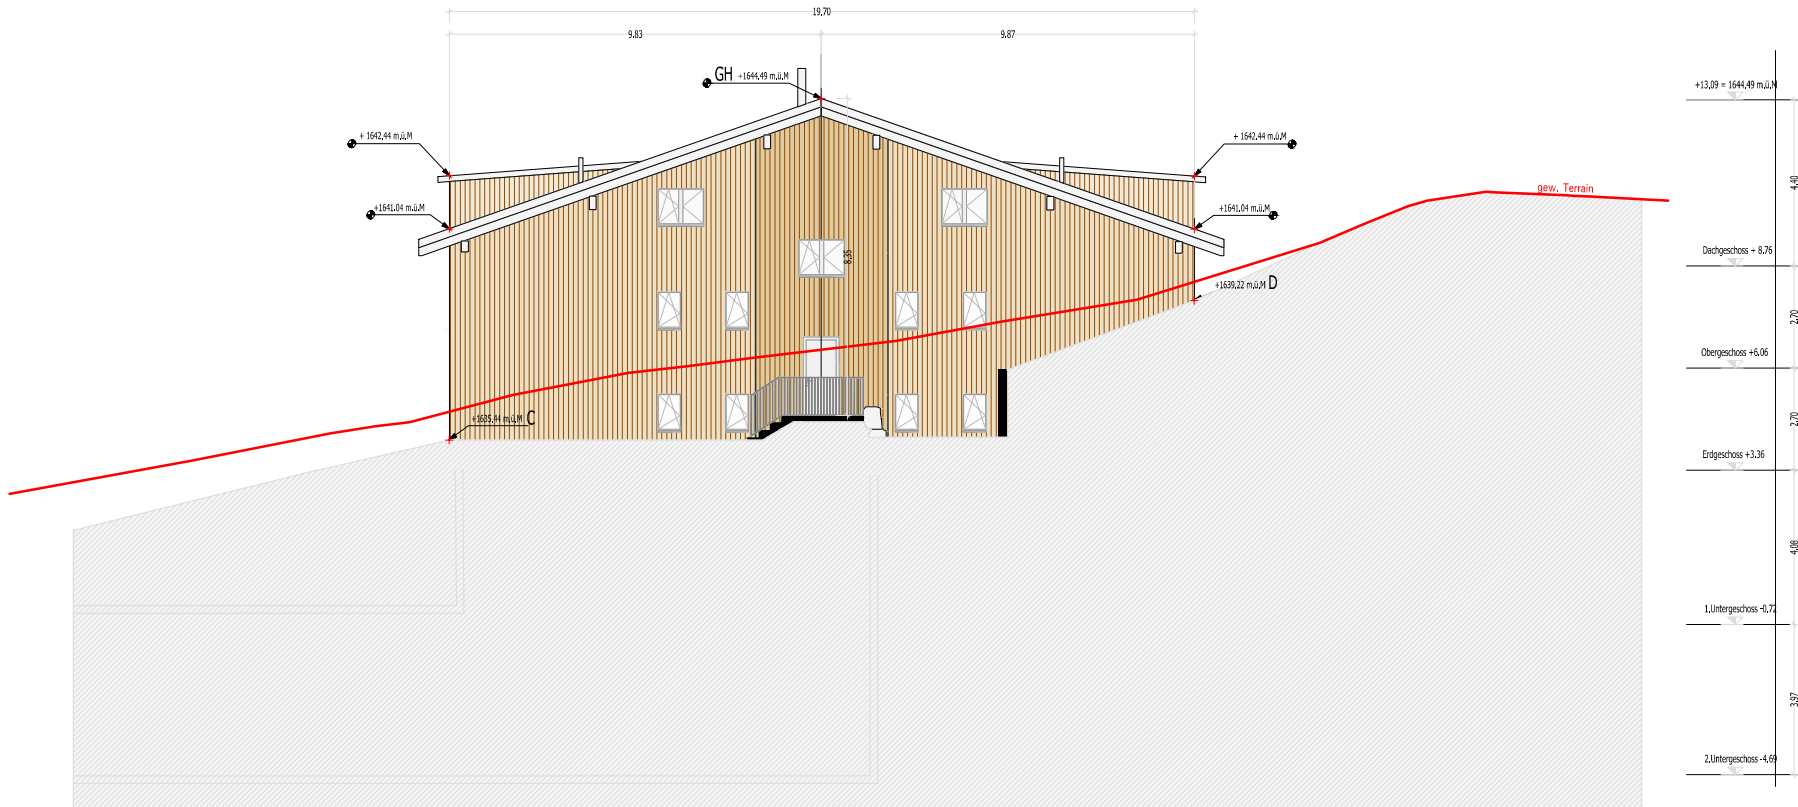 19.70
9.83
9.87
GH +1644.49 m.ü.M
+13.09 = 1644.49 m.ü.M
+ 1642.44 m.ü.M
+ 1642.44 m.ü.M
4.40
gew. Terrain
+1641.04 m.ü.M
+1641.04 m.ü.M
8.35
Dachgeschoss + 8.76
+1639.22 m.ü.M D
2.70
Obergeschoss +6.06
+1635.44 m.ü.M C
2.70
Erdgeschoss +3.36
4.08
1.Untergeschoss -0.72
3.97
2.Untergeschoss -4.69